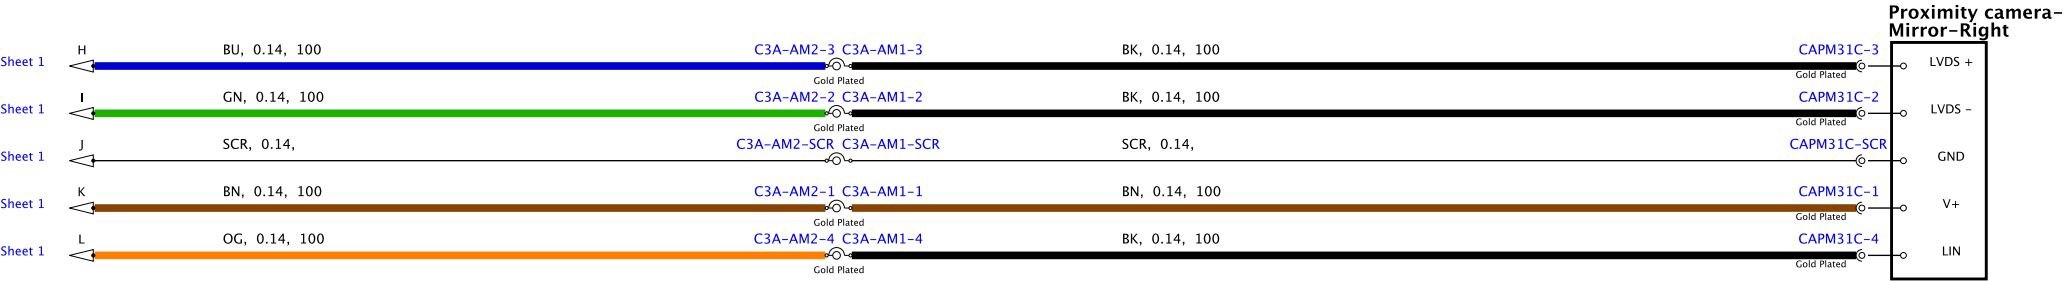 Proximity camera-
Mirror-Right
H BU, 0.14, 100 C3A-AM2-3 C3A-AM1-3 BK, 0.14, 100 CAPM31C-3
Sheet 1 LVDS +
Gold Plated Gold Plated
I GN, 0.14, 100 C3A-AM2-2 C3A-AM1-2 BK, 0.14, 100 CAPM31C-2
Sheet 1 LVDS -
Gold Plated Gold Plated
J SCR, 0.14, C3A-AM2-SCR C3A-AM1-SCR SCR, 0.14, CAPM31C-SCR
Sheet 1 GND
K BN, 0.14, 100 C3A-AM2-1 C3A-AM1-1 BN, 0.14, 100 CAPM31C-1
Sheet 1 V+
Gold Plated Gold Plated
L OG, 0.14, 100 C3A-AM2-4 C3A-AM1-4 BK, 0.14, 100 CAPM31C-4
Sheet 1 LIN
Gold Plated Gold Plated